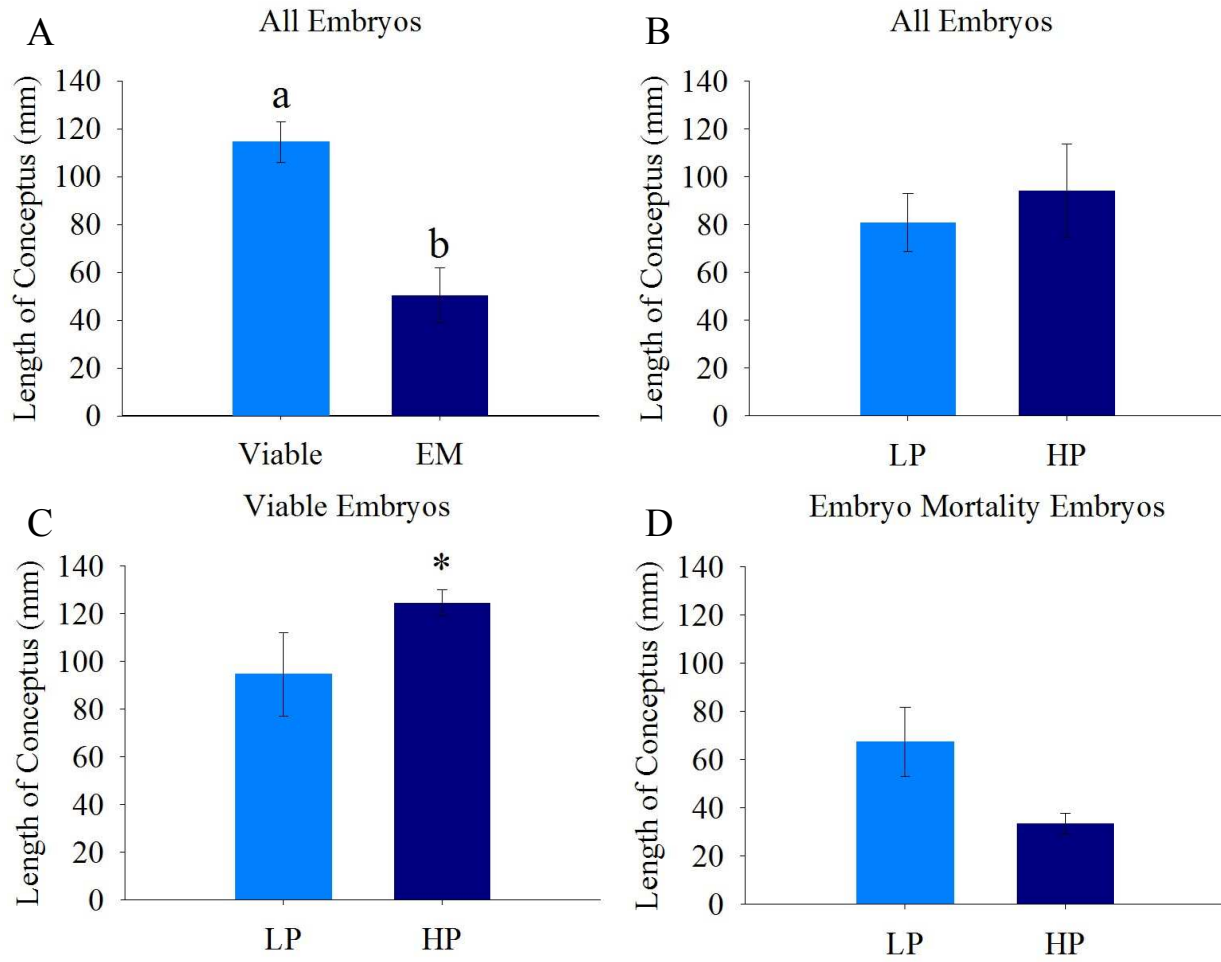 A
All Embryos
Length of Conceptus (mm)
140
120
100
80
60
40
20
0
a
b
Viable EM
B
All Embryos
Length of Conceptus (mm)
140
120
100
80
60
40
20
0
LP HP
C
Viable Embryos
Length of Conceptus (mm)
140
120
100
80
60
40
20
0
*
LP HP
D
Embryo Mortality Embryos
Length of Conceptus (mm)
140
120
100
80
60
40
20
0
LP HP